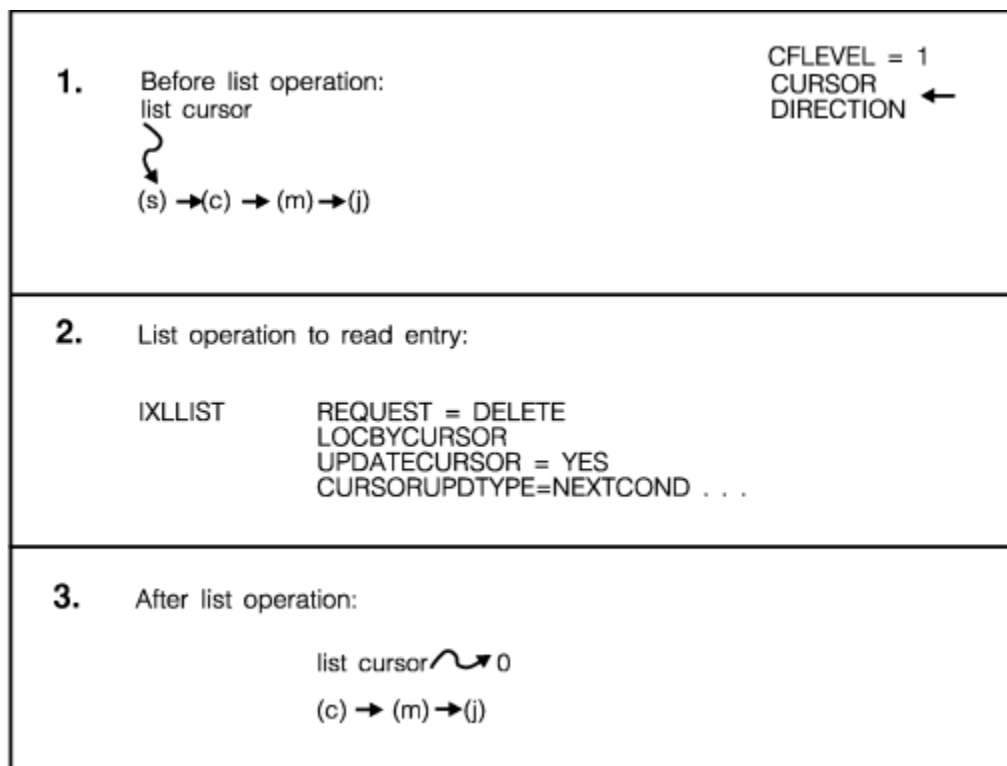 1. Before list operation:
list cursor
(s) → (c) → (m) → (j)
CFLEVEL = 1
CURSOR
DIRECTION ←
2. List operation to read entry:
IXLLIST REQUEST = DELETE
LOCBYCURSOR
UPDATECURSOR = YES
CURSORUPDTYPE=NEXTCOND . . .
3. After list operation:
list cursor 0
(c) → (m) → (j)